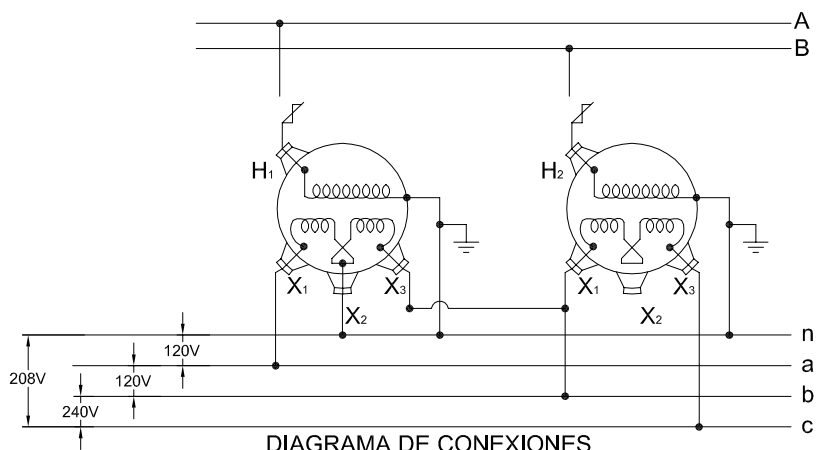 A
B
H1
H2
X1
X3
X2
X1
X3
X2
n
120V
a
208V
120V
b
240V
c
DIAGRAMA DE CONEXIONES